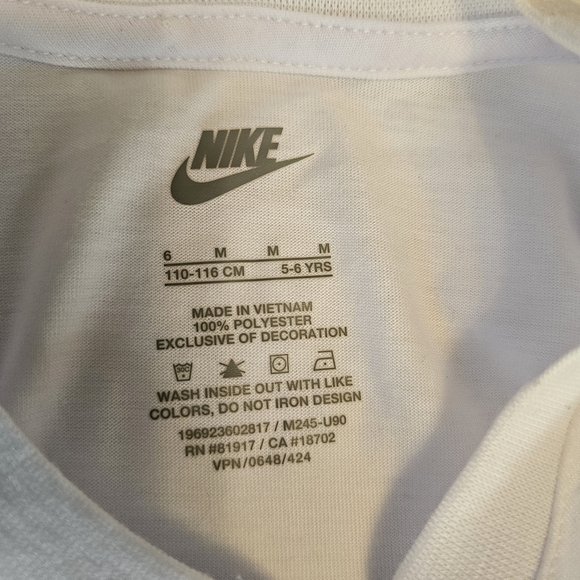 NIKE
6 M M M
110-116 CM 5-6 YRS
MADE IN VIETNAM
100% POLYESTER
EXCLUSIVE OF DECORATION
WASH INSIDE OUT WITH LIKE
COLORS, DO NOT IRON DESIGN
196923602817 / M245-U90
RN #81917 / CA #18702
VPN/0648/424